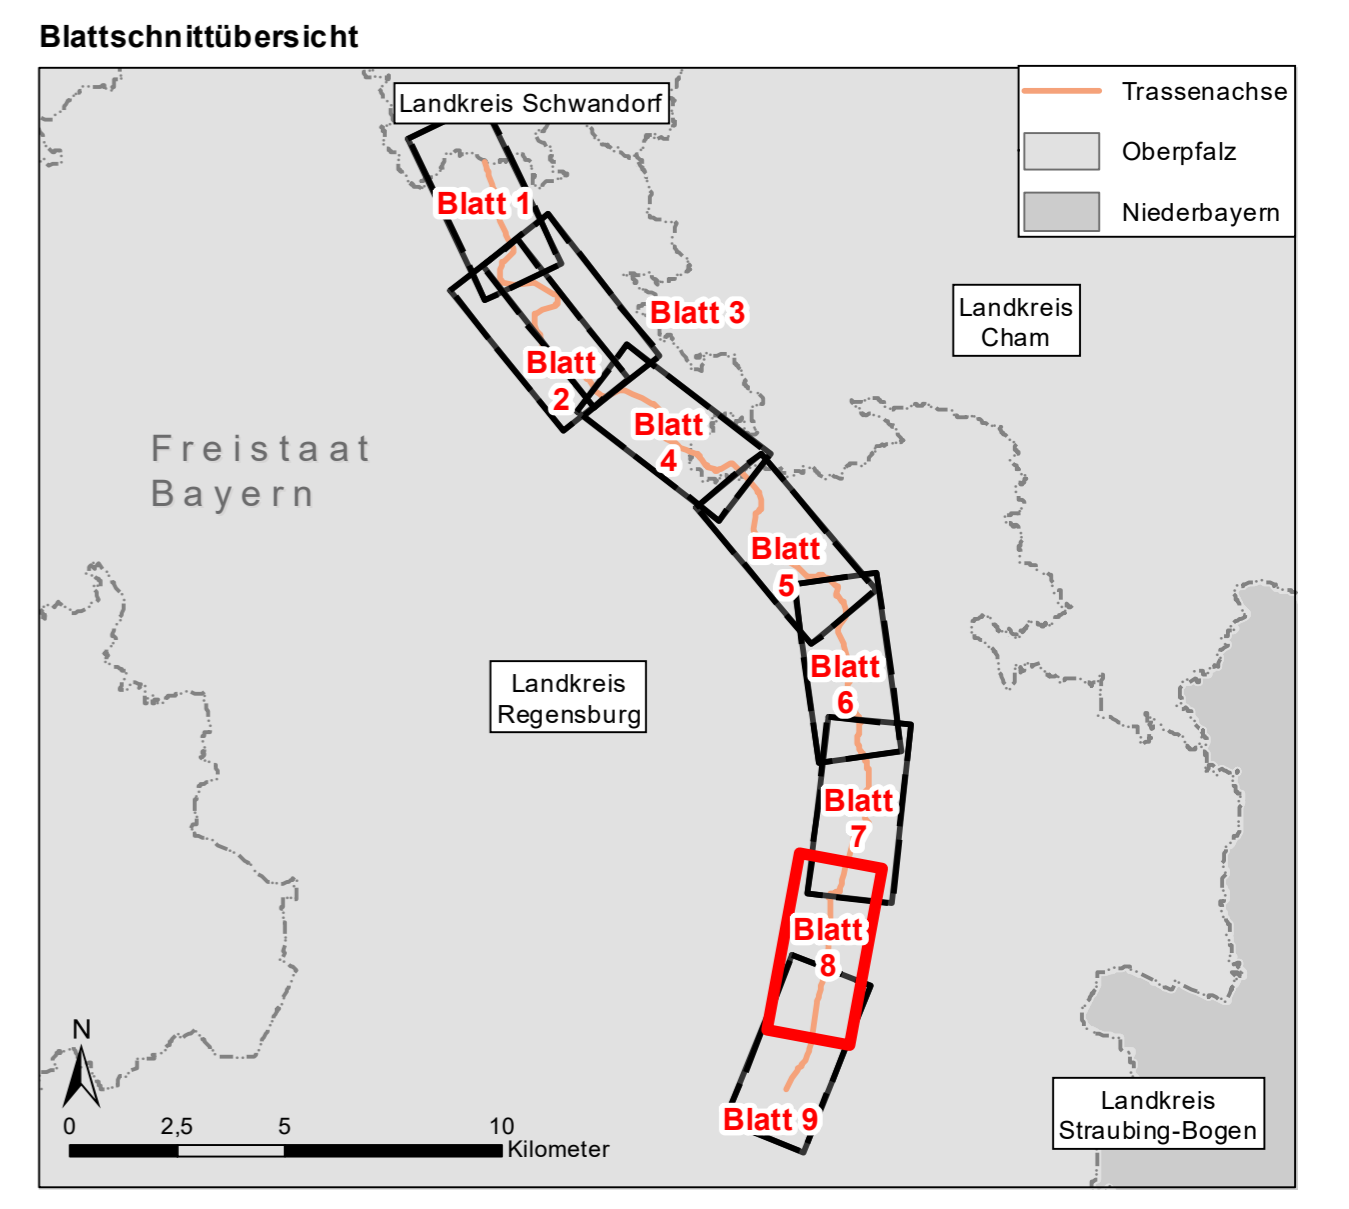 Blattschnittübersicht
Landkreis Schwandorf
Trassenachse
Oberpfalz
Niederbayern
Blatt 1
Landkreis
Cham
Blatt 3
Blatt
2
Blatt
4
Freistaat
Bayern
Blatt
5
Landkreis
Regensburg
Blatt
6
Blatt
7
Blatt
8
N
0 2,5 5 10
Kilometer
Blatt 9
Landkreis
Straubing-Bogen